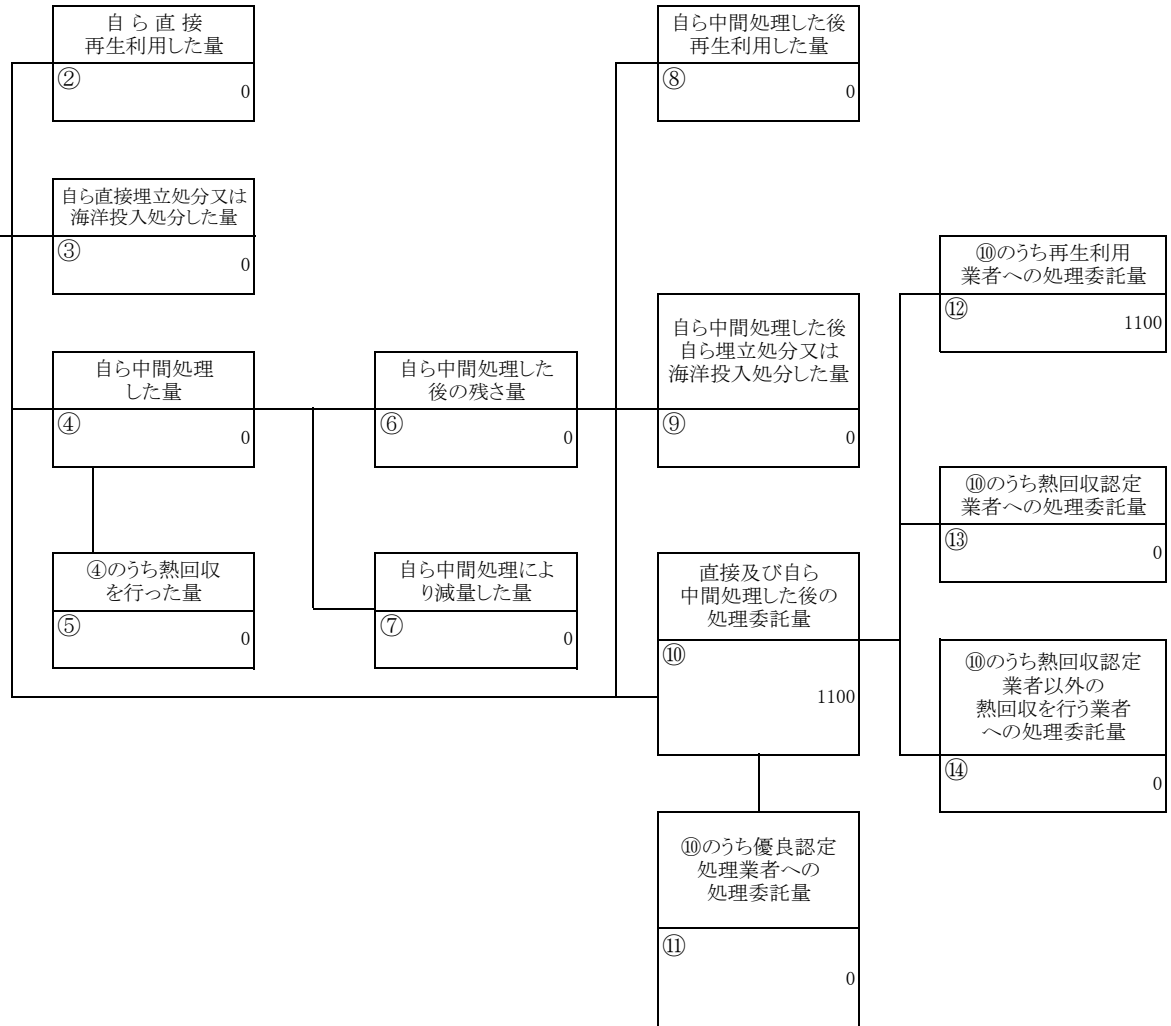 自ら直接
再生利用した量
②
0
自ら直接埋立処分又は
海洋投入処分した量
③
0
自ら中間処理
した量
④
0
④のうち熱回収
を行った量
⑤
0
自ら中間処理した
後の残さ量
⑥
0
自ら中間処理によ
り減量した量
⑦
0
自ら中間処理した後
再生利用した量
⑧
0
自ら中間処理した後
自ら埋立処分又は
海洋投入処分した量
⑨
0
直接及び自ら
中間処理した後の
処理委託量
⑩
1100
⑩のうち優良認定
処理業者への
処理委託量
⑪
0
⑩のうち再生利用
業者への処理委託量
⑫
1100
⑩のうち熱回収認定
業者への処理委託量
⑬
0
⑩のうち熱回収認定
業者以外の
熱回収を行う業者
への処理委託量
⑭
0